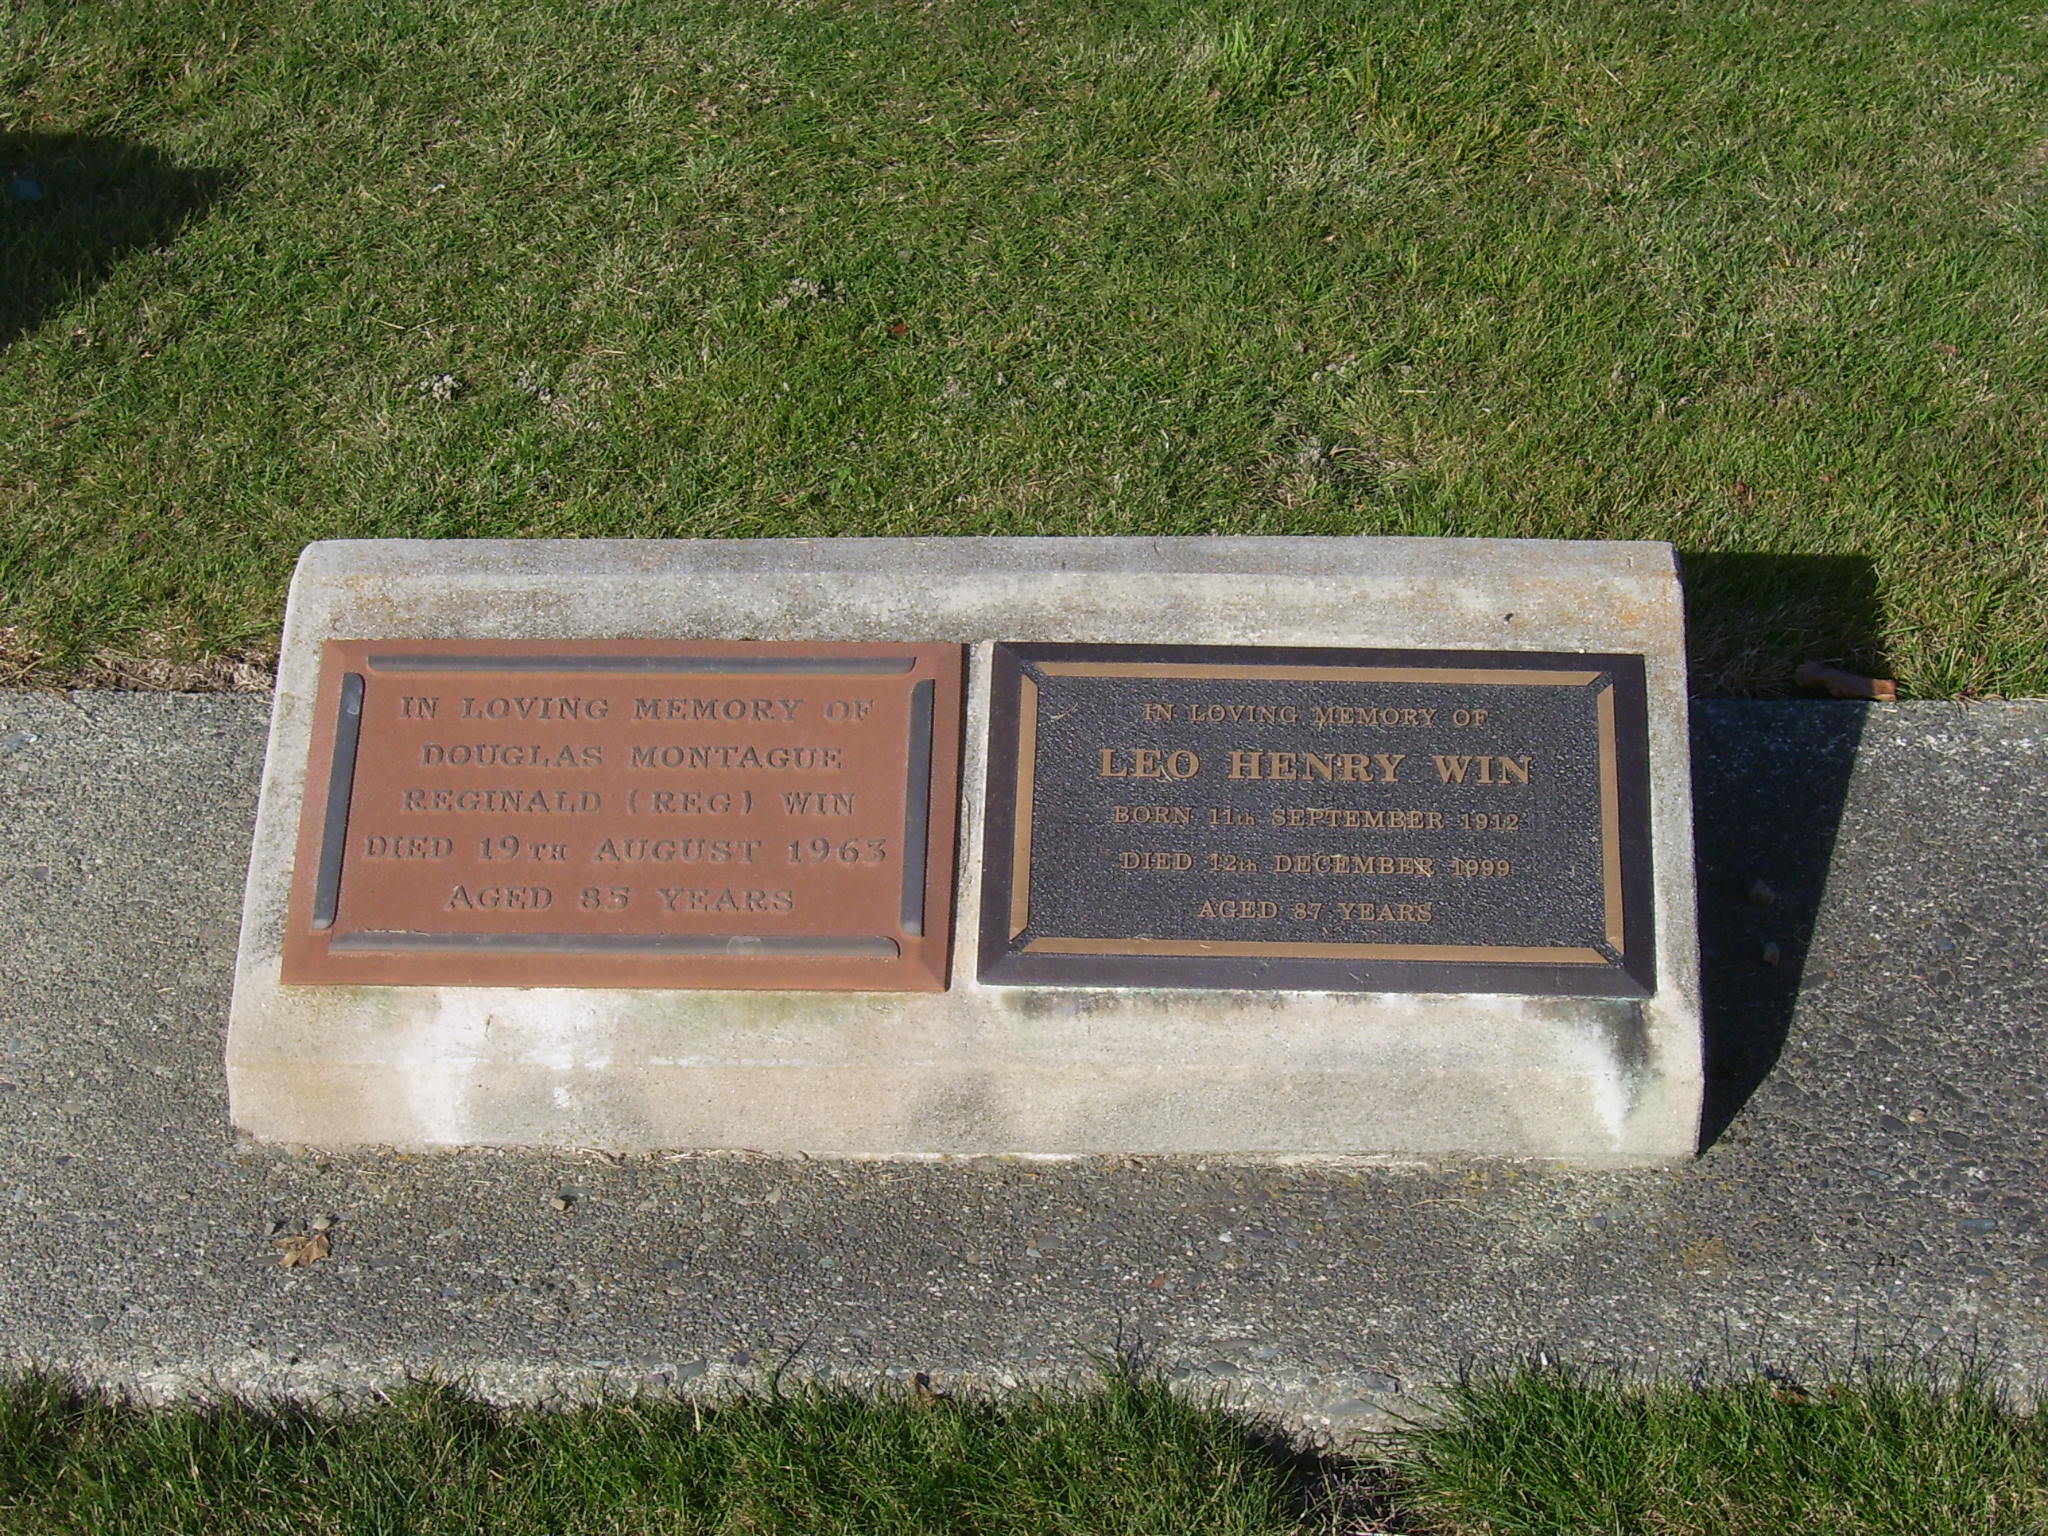 IN LOVING MEMORY OF
DOUGLAS MONTAGUE
REGINALD (REG) WIN
DIED 19TH AUGUST 1963
AGED 85 YEARS
IN LOVING MEMORY OF
LEO HENRY WIN
BORN 11th SEPTEMBER 1912
DIED 12th DECEMBER 1999
AGED 87 YEARS